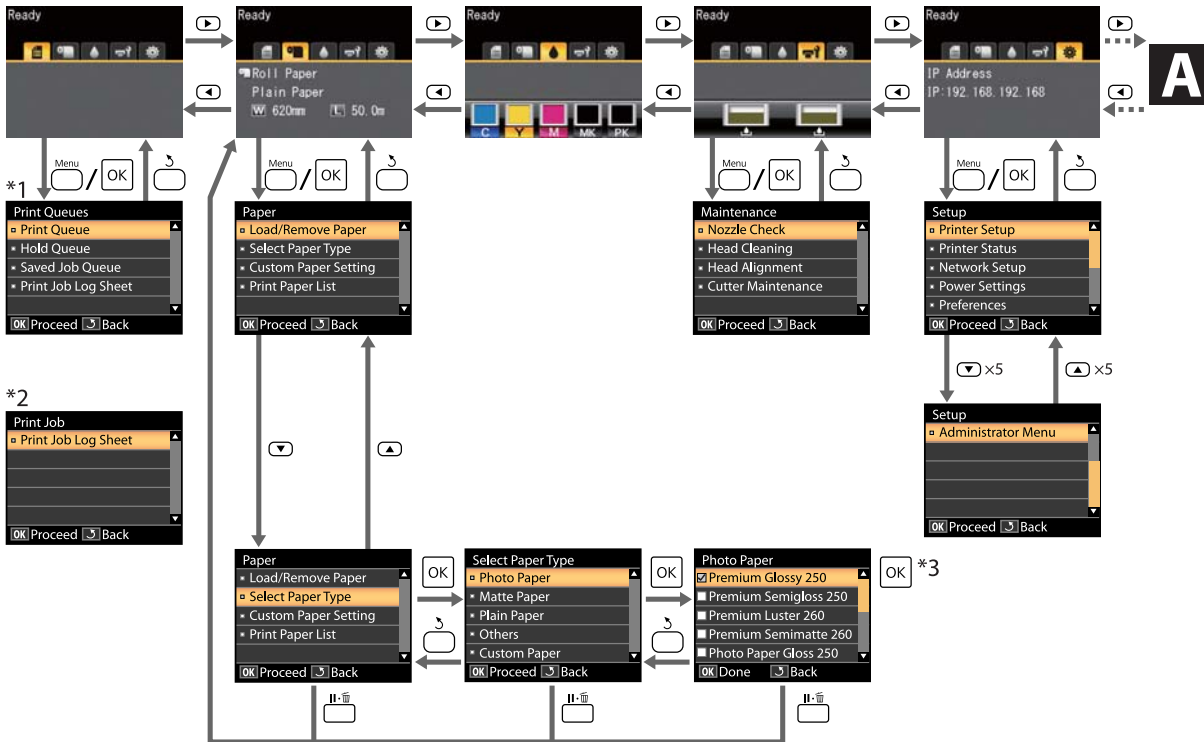 Ready
Ready
Roll Paper
Plain Paper
W 620mm L 50.0m
Ready
C Y M MK PK
Ready
Ready
IP Address
IP:192.168.192.168
A
Menu / OK
Menu / OK
Menu / OK
Menu / OK
*1
Print Queues
Print Queue
Hold Queue
Saved Job Queue
Print Job Log Sheet
OK Proceed Back
Paper
Load/Remove Paper
Select Paper Type
Custom Paper Setting
Print Paper List
OK Proceed Back
Maintenance
Nozzle Check
Head Cleaning
Head Alignment
Cutter Maintenance
OK Proceed Back
Setup
Printer Setup
Printer Status
Network Setup
Power Settings
Preferences
OK Proceed Back
×5
×5
*2
Print Job
Print Job Log Sheet
OK Proceed Back
Setup
Administrator Menu
OK Proceed Back
Paper
Load/Remove Paper
Select Paper Type
Custom Paper Setting
Print Paper List
OK Proceed Back
OK
Select Paper Type
Photo Paper
Matte Paper
Plain Paper
Others
Custom Paper
OK Proceed Back
OK
Photo Paper
Premium Glossy 250
Premium Semigloss 250
Premium Luster 260
Premium Semimatte 260
Photo Paper Gloss 250
OK Done Back
OK *3